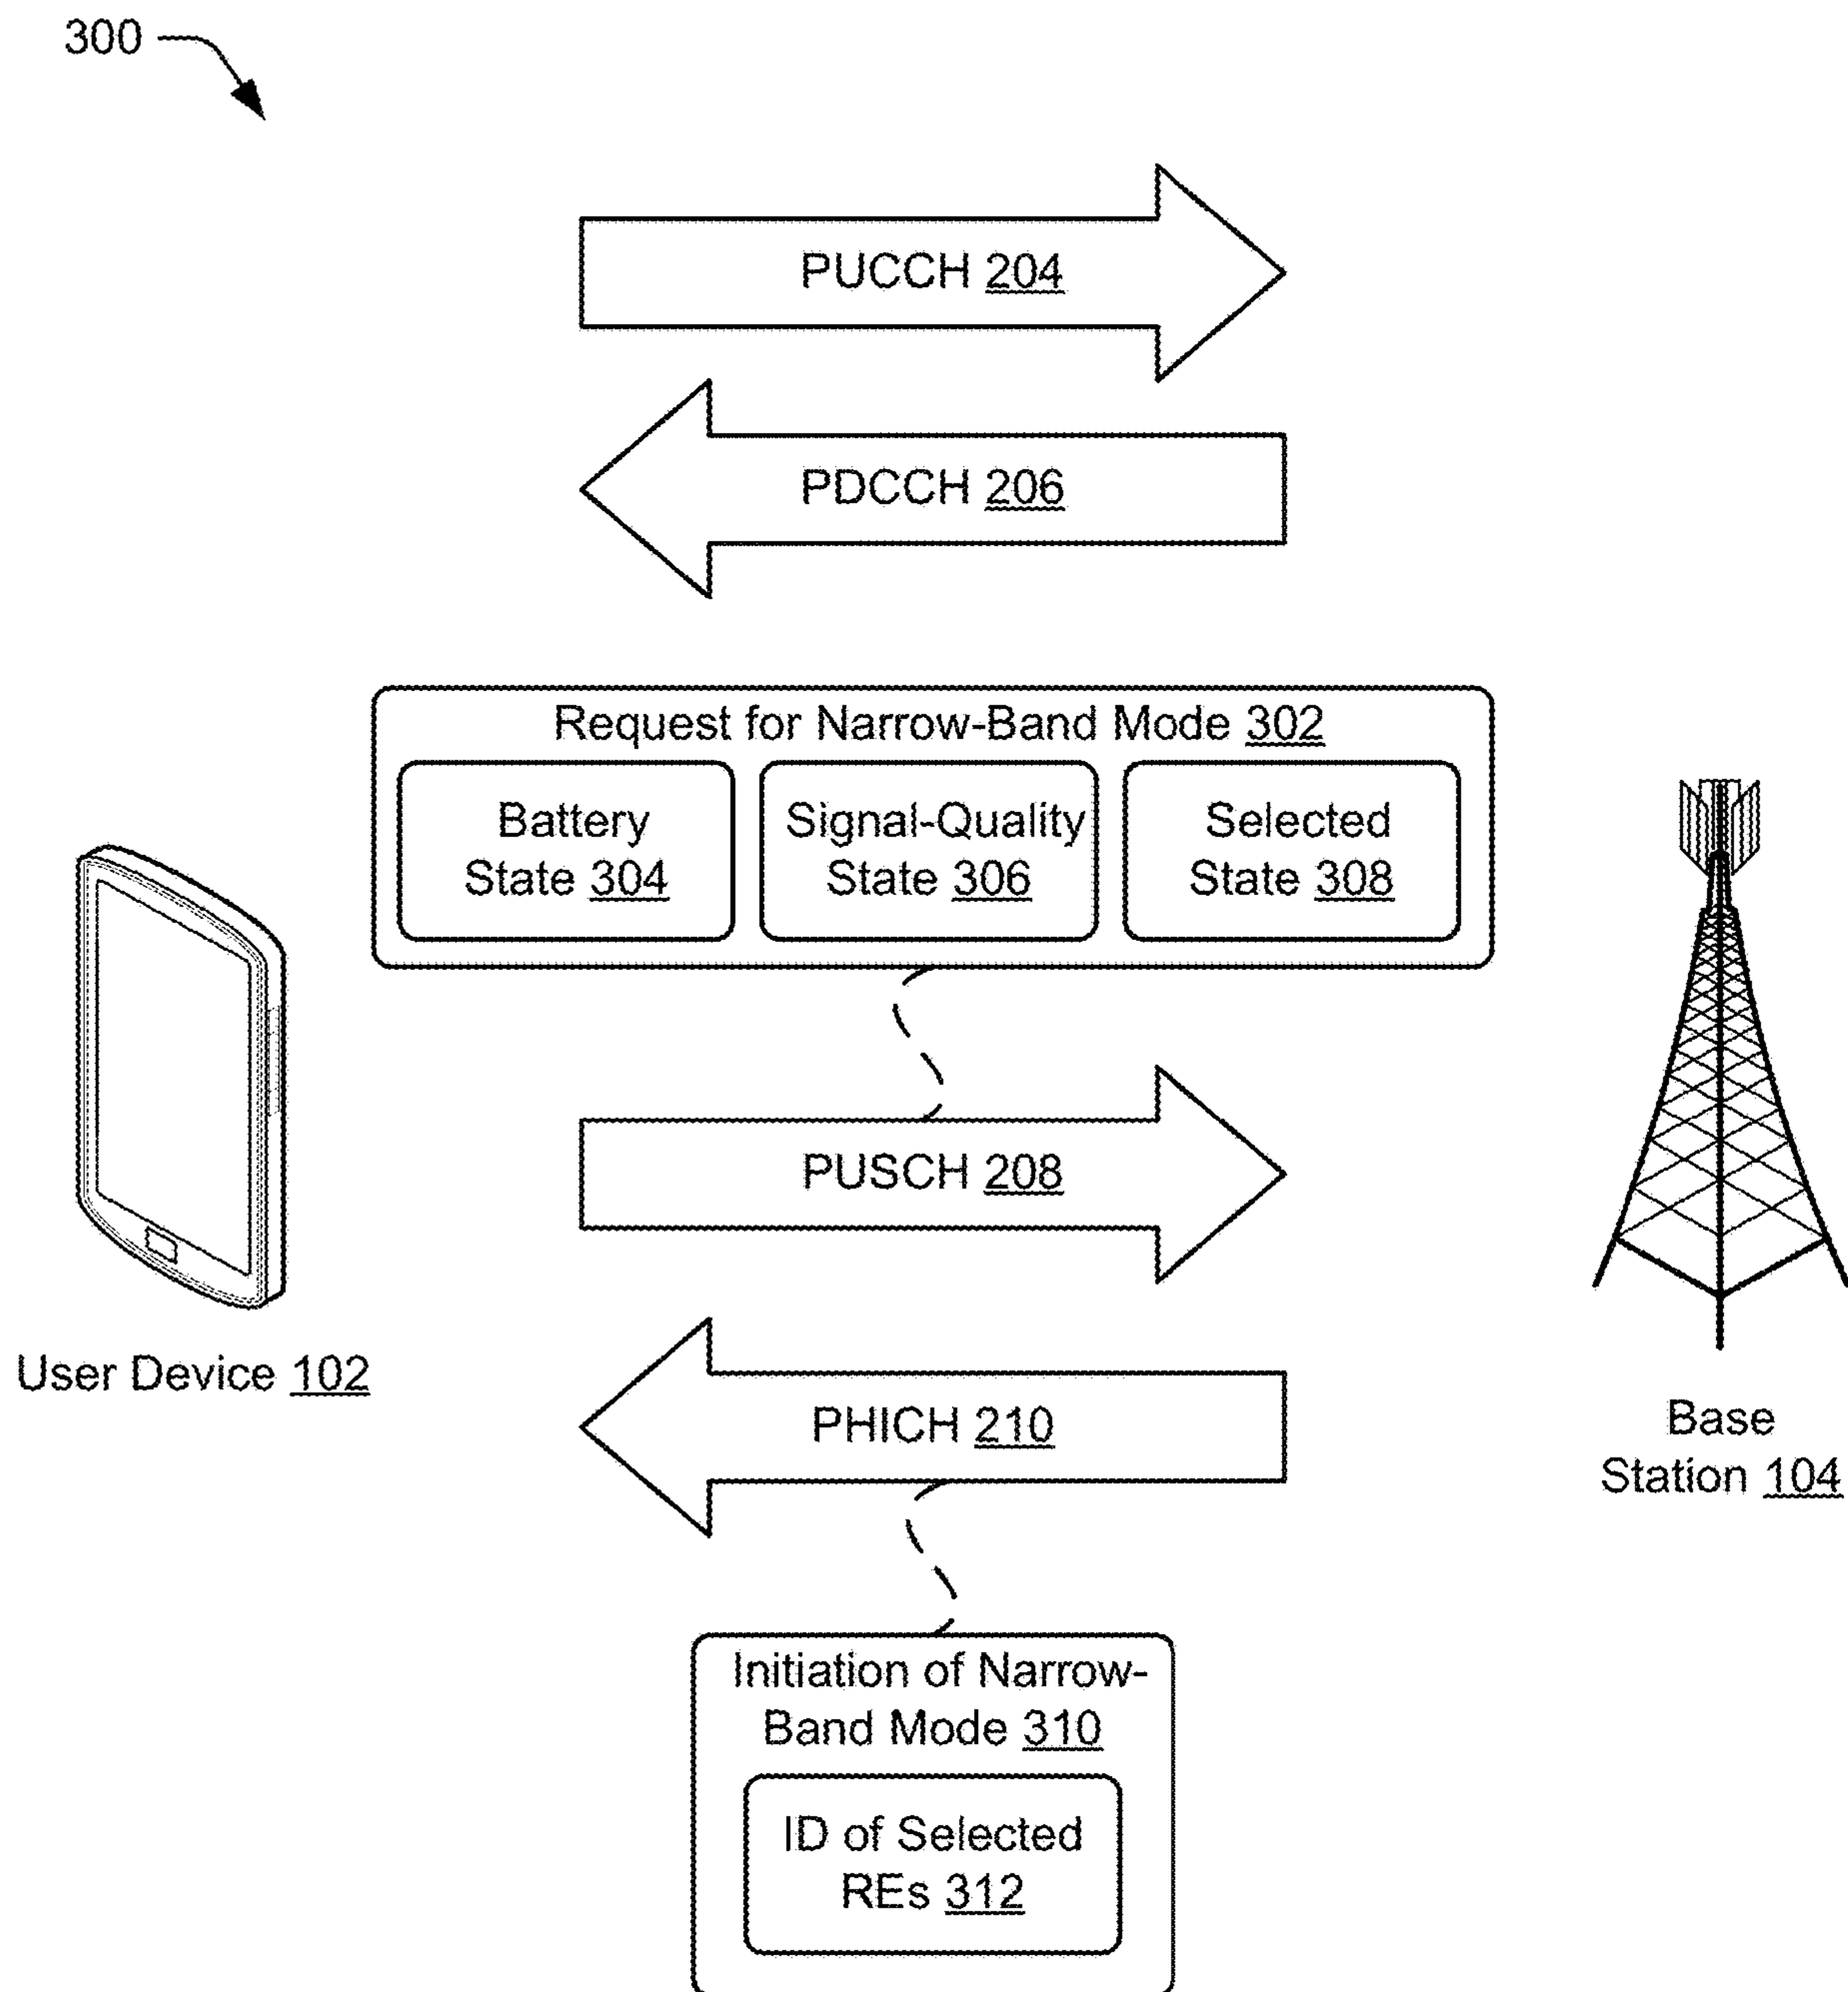 300
PUCCH 204
PDCCH 206
Request for Narrow-Band Mode 302
Battery
State 304
Signal-Quality
State 306
Selected
State 308
PUSCH 208
User Device 102
PHICH 210
Base
Station 104
Initiation of Narrow-
Band Mode 310
ID of Selected
REs 312